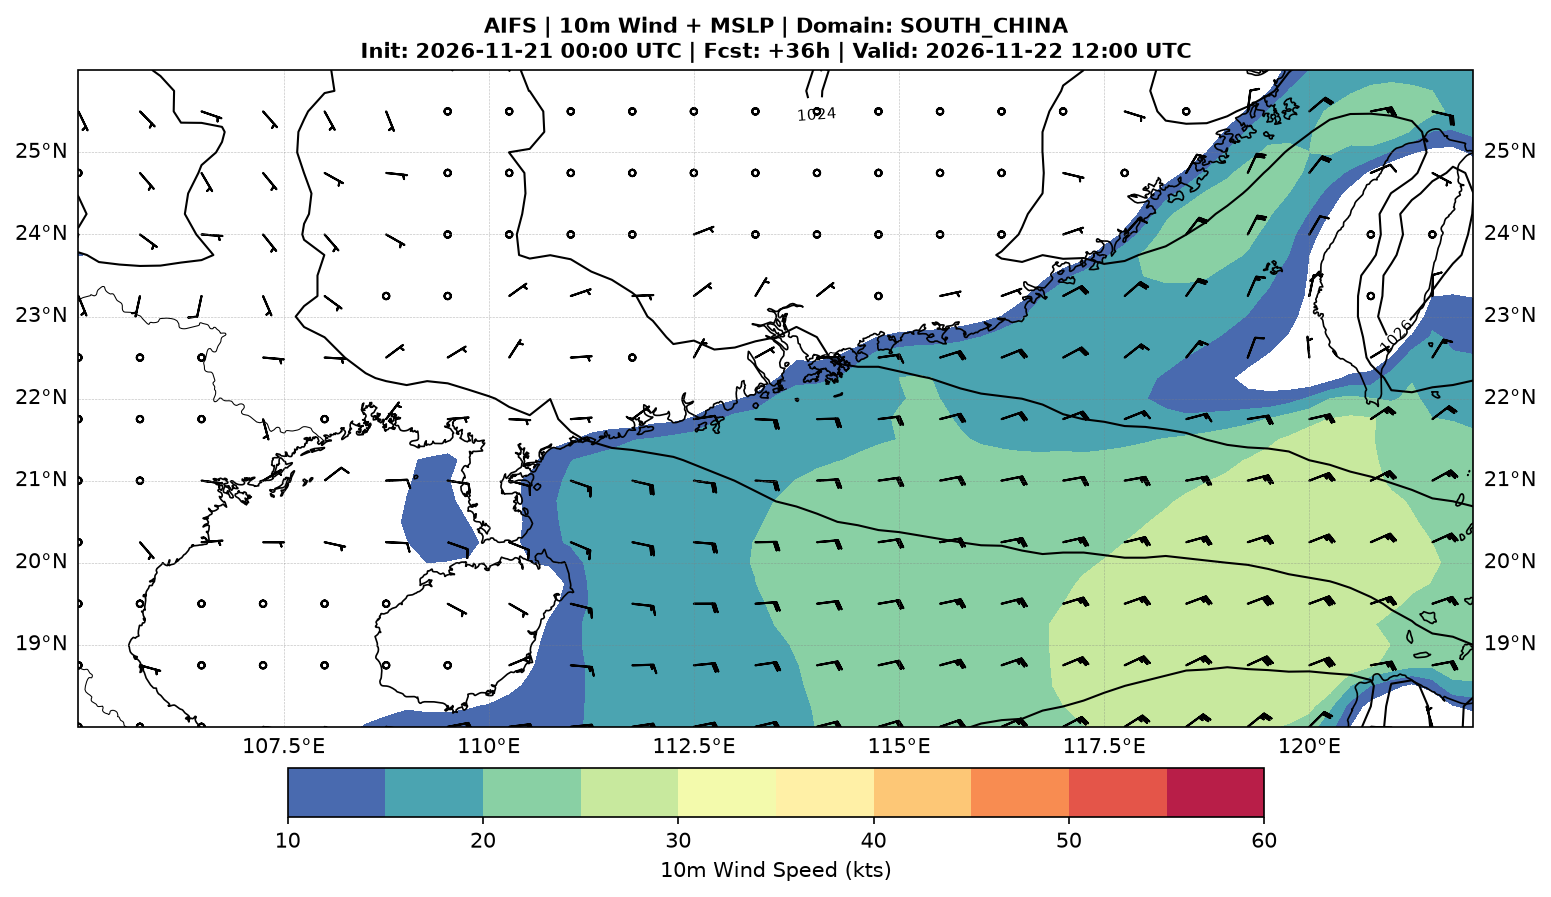 AIFS | 10m Wind + MSLP | Domain: SOUTH_CHINA
Init: 2026-11-21 00:00 UTC | Fcst: +36h | Valid: 2026-11-22 12:00 UTC
1024
25°N 25°N
24°N 24°N
23°N 23°N
1026
22°N 22°N
21°N 21°N
20°N 20°N
19°N 19°N
107.5°E 110°E 112.5°E 115°E 117.5°E 120°E
10 20 30 40 50 60
10m Wind Speed (kts)